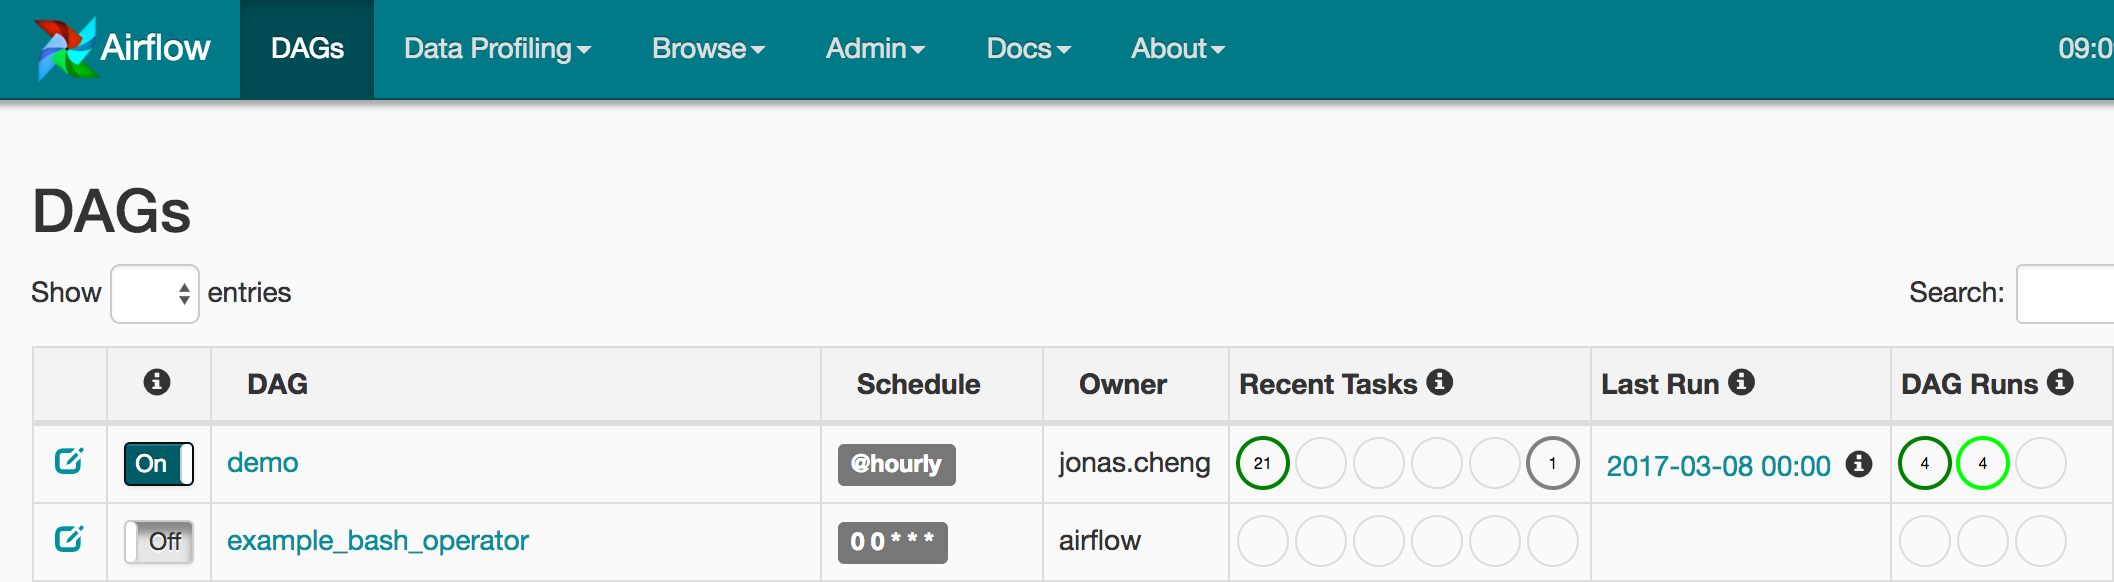 Airflow DAGs Data Profiling Browse Admin Docs About 09:0
DAGs
Show entries Search:
DAG Schedule Owner Recent Tasks Last Run DAG Runs
On demo @hourly jonas.cheng 21 1 2017-03-08 00:00 4 4
Off example_bash_operator 0 0 * * * airflow